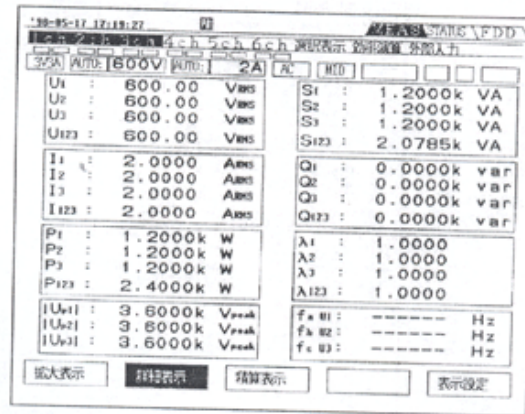 '98-05-17 17:19:27 MEAS STATUS FDD
1ch 2ch 3ch 4ch 5ch 6ch 選択表示 効率演算 外部入力
3V3A AUTO: 600V AUTO: 2A AC MID
U1 : 600.00 VRMS
U2 : 600.00 VRMS
U3 : 600.00 VRMS
U123 : 600.00 VRMS
I1 : 2.0000 ARMS
I2 : 2.0000 ARMS
I3 : 2.0000 ARMS
I123 : 2.0000 ARMS
P1 : 1.2000k W
P2 : 1.2000k W
P3 : 1.2000k W
P123 : 2.4000k W
|Up1| : 3.6000k Vpeak
|Up2| : 3.6000k Vpeak
|Up3| : 3.6000k Vpeak
S1 : 1.2000k VA
S2 : 1.2000k VA
S3 : 1.2000k VA
S123 : 2.0785k VA
Q1 : 0.0000k var
Q2 : 0.0000k var
Q3 : 0.0000k var
Q123 : 0.0000k var
λ1 : 1.0000
λ2 : 1.0000
λ3 : 1.0000
λ123 : 1.0000
fa U1: ------ Hz
fb U2: ------ Hz
fc U3: ------ Hz
拡大表示 詳細表示 積算表示 表示設定